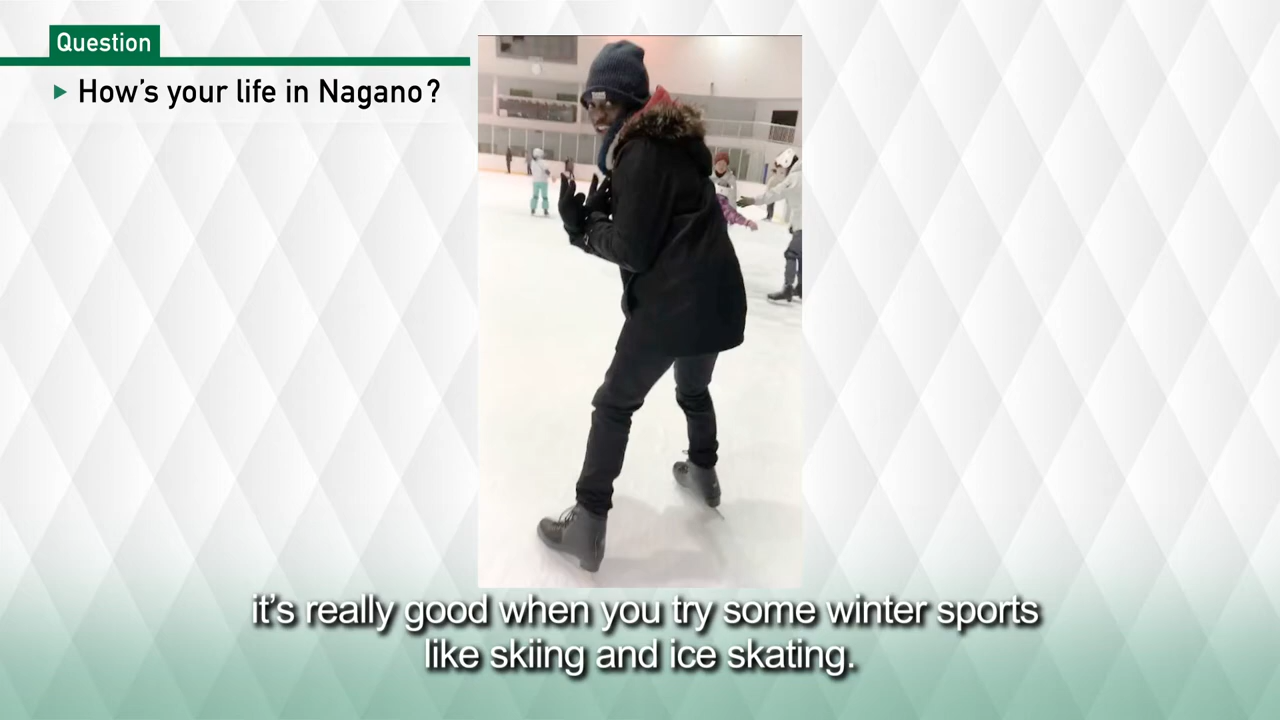 Question
How's your life in Nagano?
it's really good when you try some winter sports
like skiing and ice skating.